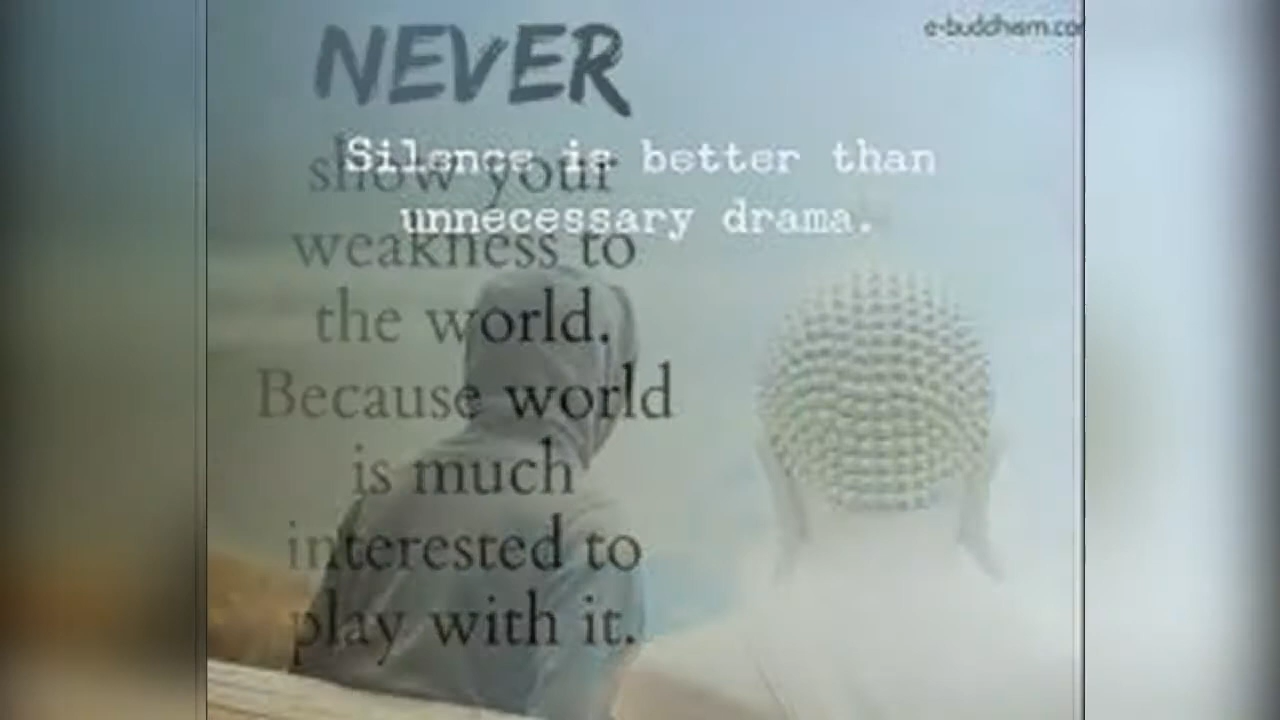 e-buddhism.co
NEVER
show your
weakness to
the world.
Because world
is much
interested to
play with it.
Silence is better than
unnecessary drama.